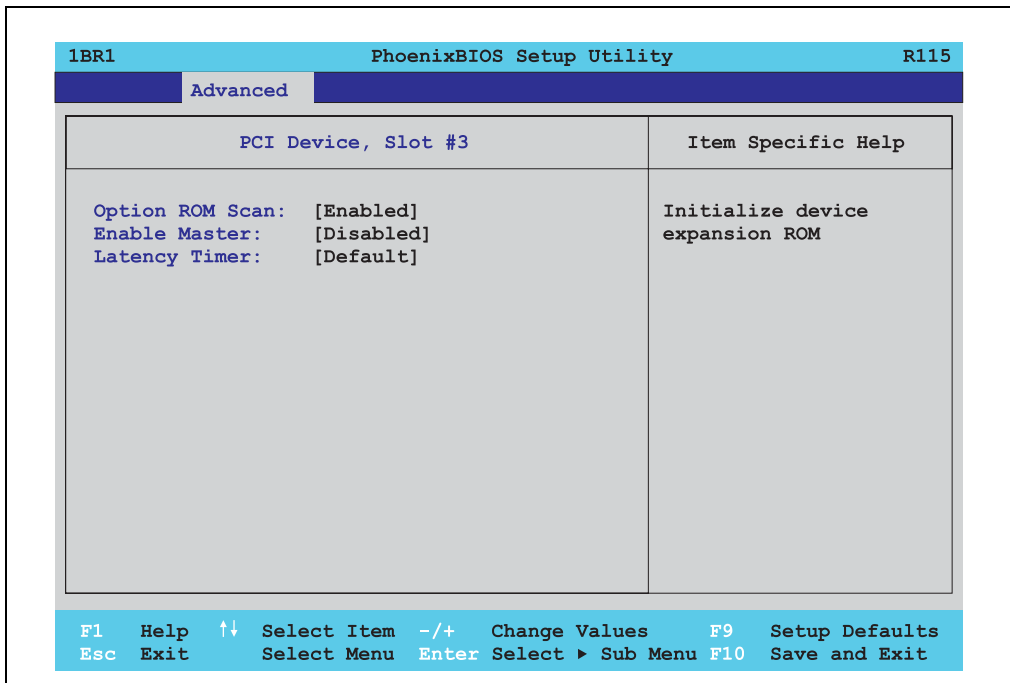 1BR1 PhoenixBIOS Setup Utility R115
Advanced
PCI Device, Slot #3
Item Specific Help
Option ROM Scan: [Enabled]
Enable Master: [Disabled]
Latency Timer: [Default]
Initialize device
expansion ROM
F1 Help ↑↓ Select Item -/+ Change Values F9 Setup Defaults
Esc Exit Select Menu Enter Select ▶ Sub Menu F10 Save and Exit